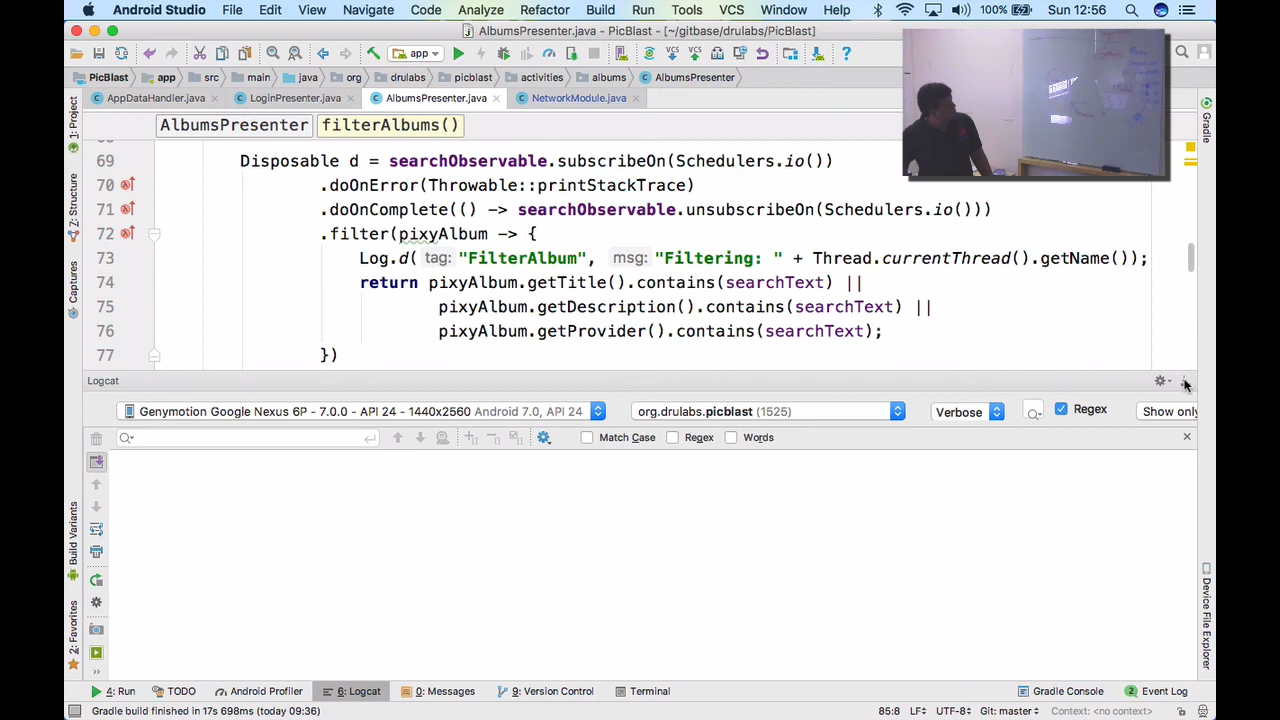 Android Studio File Edit View Navigate Code Analyze Refactor Build Run Tools VCS Window Help 100% Sun 12:56
AlbumsPresenter.java - PicBlast - [~/gitbase/drulabs/PicBlast]
app
PicBlast app src main java org drulabs picblast activities albums AlbumsPresenter
AppDataHandler.java LoginPresenter.java AlbumsPresenter.java NetworkModule.java
AlbumsPresenter filterAlbums()
69 Disposable d = searchObservable.subscribeOn(Schedulers.io())
70 .doOnError(Throwable::printStackTrace)
71 .doOnComplete(() -> searchObservable.unsubscribeOn(Schedulers.io()))
72 .filter(pixyAlbum -> {
73 Log.d( tag: "FilterAlbum", msg: "Filtering: " + Thread.currentThread().getName());
74 return pixyAlbum.getTitle().contains(searchText) ||
75 pixyAlbum.getDescription().contains(searchText) ||
76 pixyAlbum.getProvider().contains(searchText);
77 })
Logcat
Genymotion Google Nexus 6P - 7.0.0 - API 24 - 1440x2560 Android 7.0, API 24 org.drulabs.picblast (1525) Verbose Regex Show only
Match Case Regex Words
1: Project
7: Structure
Captures
Build Variants
2: Favorites
Gradle
Device File Explorer
4: Run TODO Android Profiler 6: Logcat 0: Messages 9: Version Control Terminal Gradle Console 2 Event Log
Gradle build finished in 17s 698ms (today 09:36) 85:8 LF UTF-8 Git: master Context: <no context>